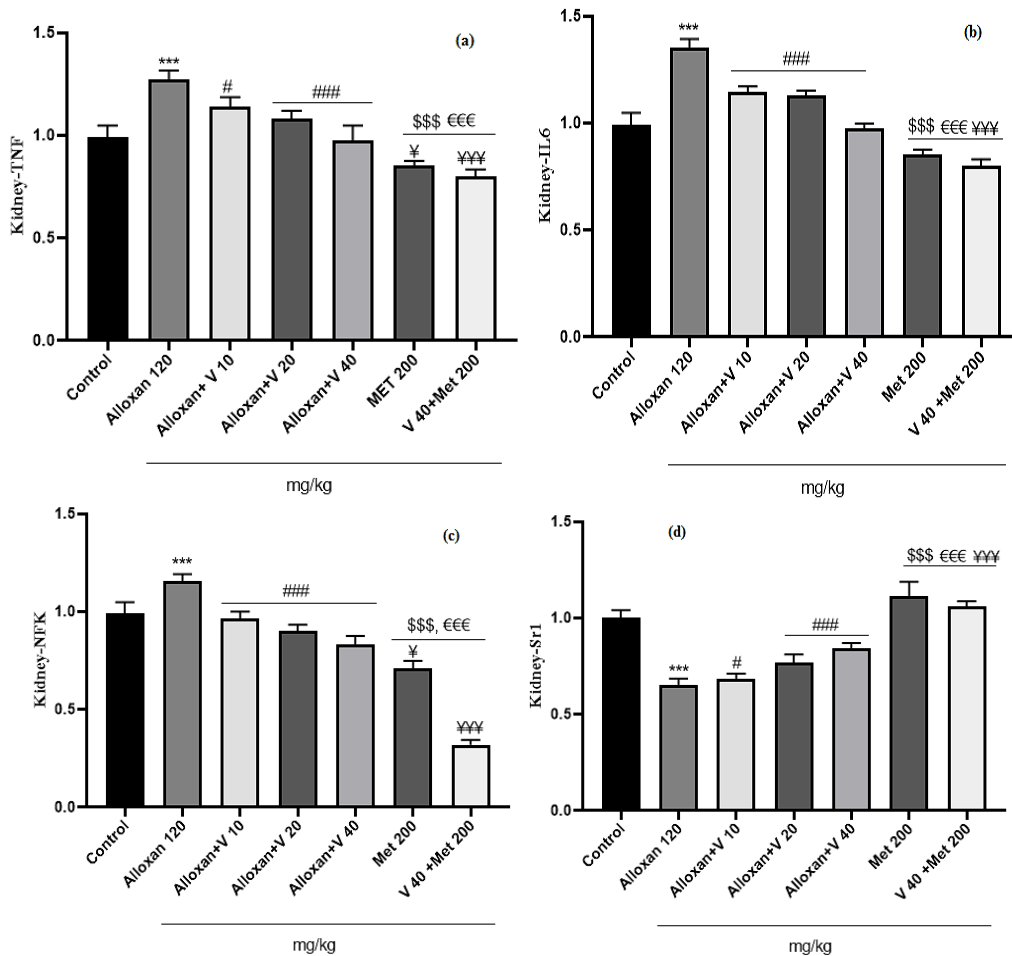 (a)
Kidney-TNF
1.5
1.0
0.5
0.0
***
#
###
$$$ €€€
¥
¥¥¥
Control
Alloxan 120
Alloxan+ V 10
Alloxan+V 20
Alloxan+V 40
MET 200
V 40+Met 200
mg/kg
(b)
Kidney-IL6
1.5
1.0
0.5
0.0
***
###
$$$ €€€ ¥¥¥
Control
Alloxan 120
Alloxan+V 10
Alloxan+V 20
Alloxan+V 40
Met 200
V 40 +Met 200
mg/kg
(c)
Kidney-NFK
1.5
1.0
0.5
0.0
***
###
$$$, €€€
¥
¥¥¥
Control
Alloxan 120
Alloxan+V 10
Alloxan+V 20
Alloxan+V 40
Met 200
V 40 +Met 200
mg/kg
(d)
Kidney-Sr1
1.5
1.0
0.5
0.0
***
#
###
$$$ €€€ ¥¥¥
Control
Alloxan 120
Alloxan+V 10
Alloxan+V 20
Alloxan+V 40
Met 200
V 40 +Met 200
mg/kg